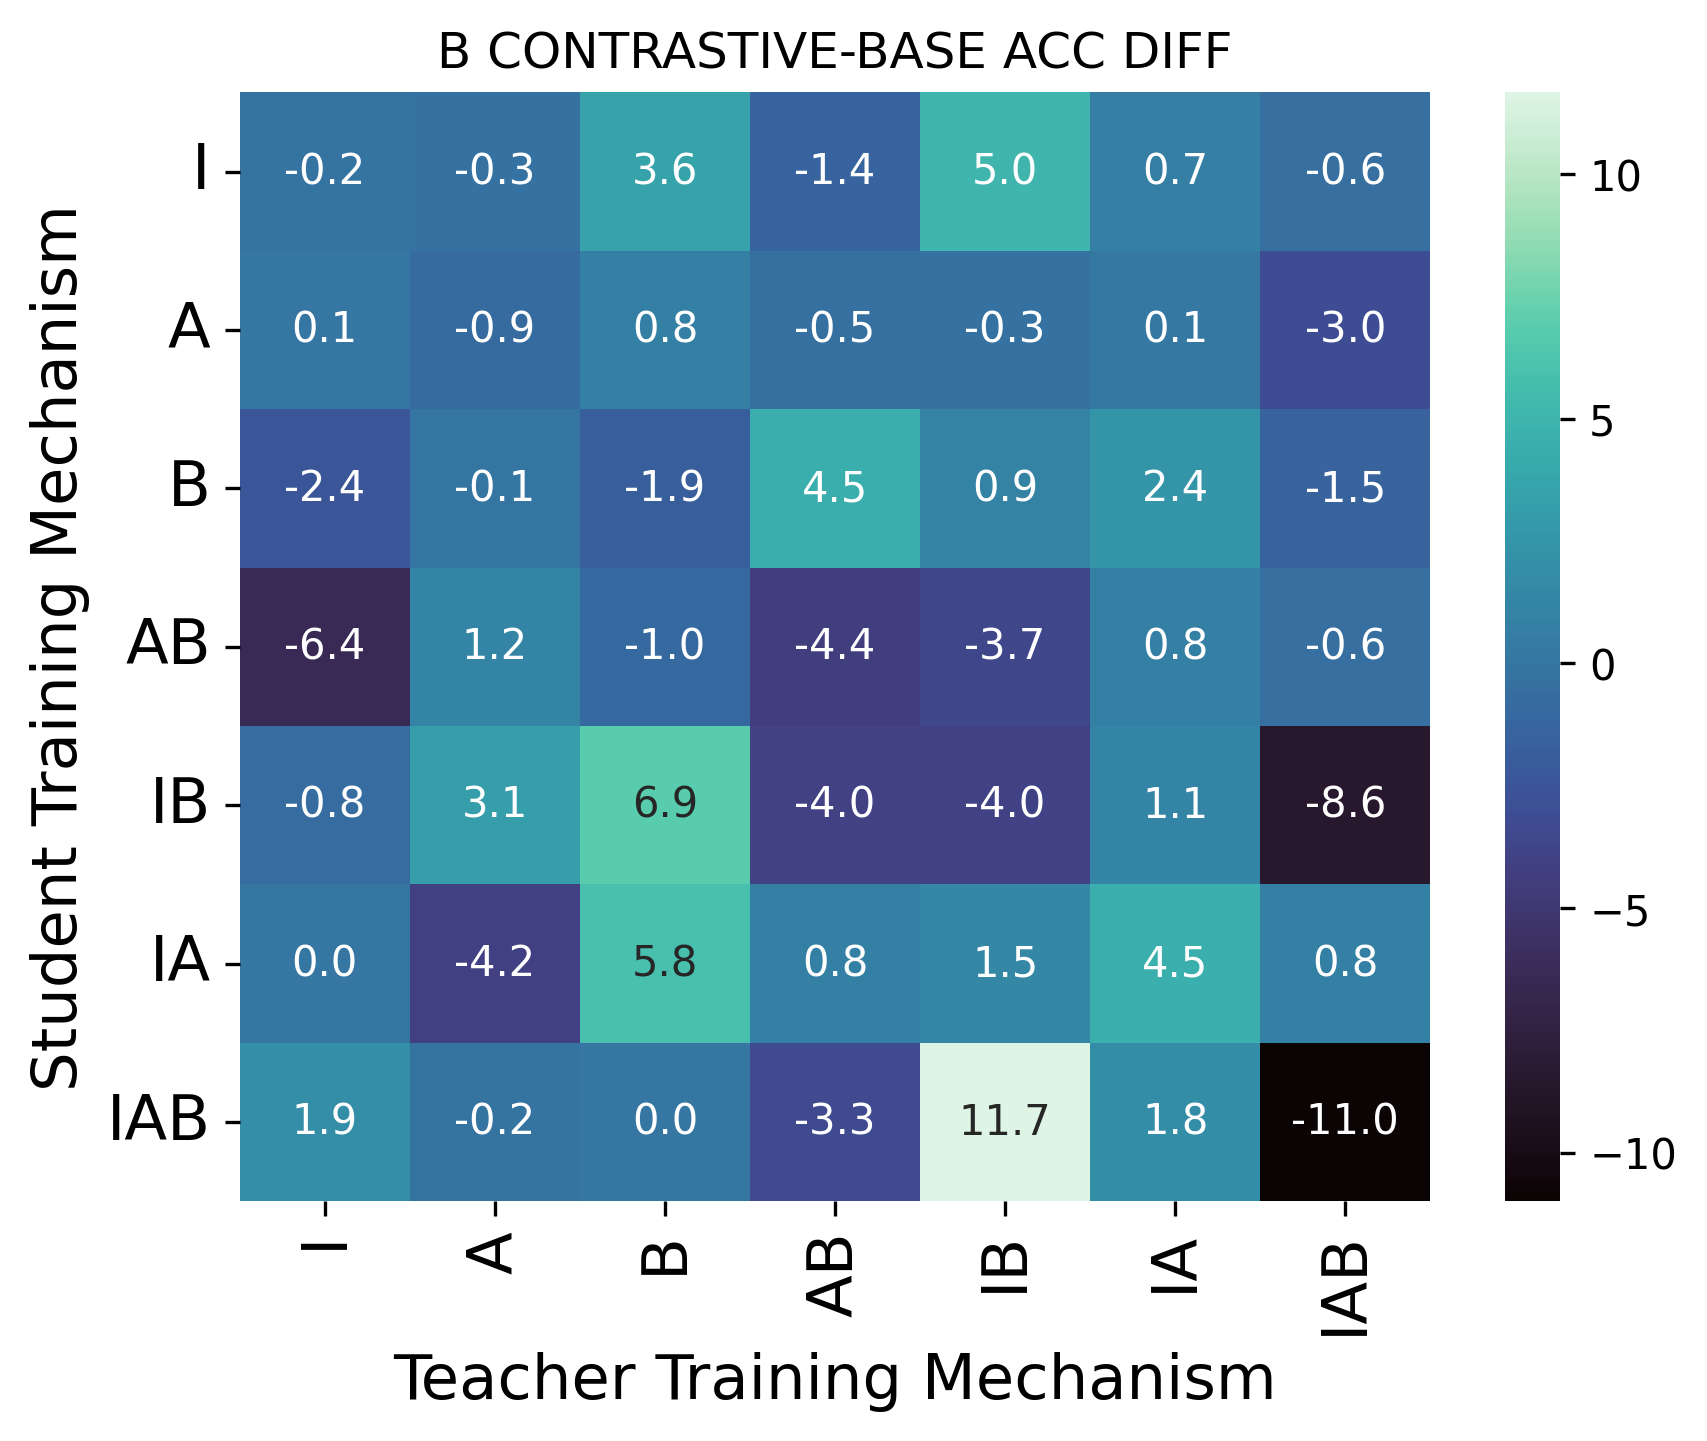 B CONTRASTIVE-BASE ACC DIFF
Student Training Mechanism
I -0.2 -0.3 3.6 -1.4 5.0 0.7 -0.6
A 0.1 -0.9 0.8 -0.5 -0.3 0.1 -3.0
B -2.4 -0.1 -1.9 4.5 0.9 2.4 -1.5
AB -6.4 1.2 -1.0 -4.4 -3.7 0.8 -0.6
IB -0.8 3.1 6.9 -4.0 -4.0 1.1 -8.6
IA 0.0 -4.2 5.8 0.8 1.5 4.5 0.8
IAB 1.9 -0.2 0.0 -3.3 11.7 1.8 -11.0
I A B AB IB IA IAB
Teacher Training Mechanism
10
5
0
−5
−10